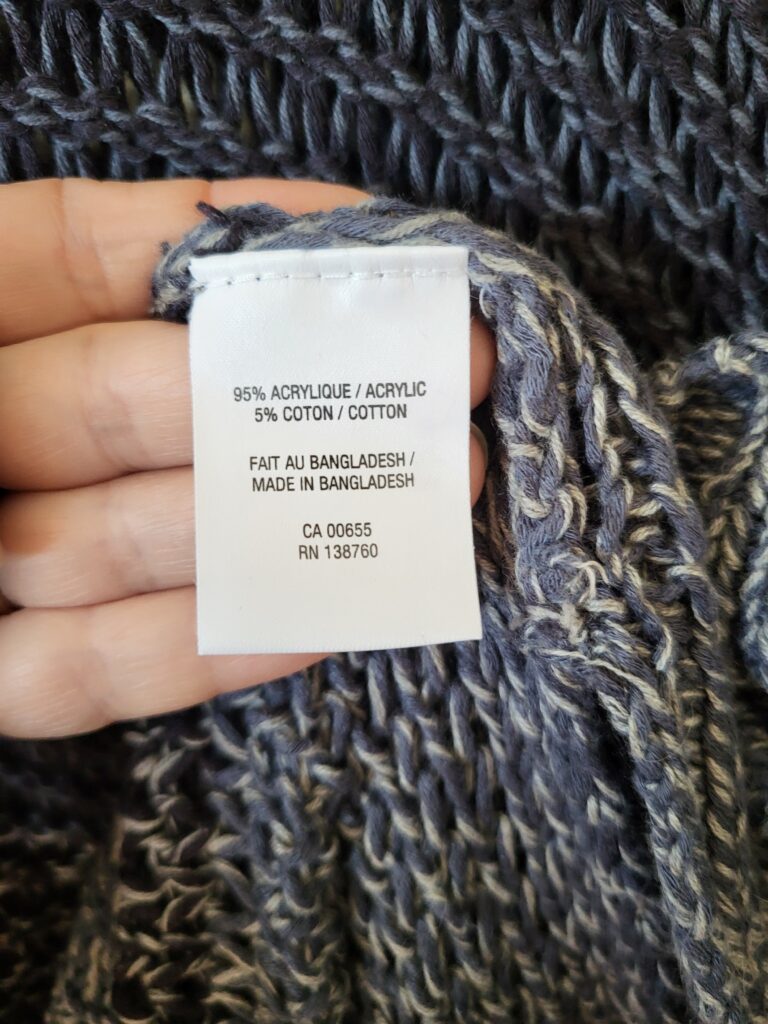 95% ACRYLIQUE / ACRYLIC
5% COTON / COTTON
FAIT AU BANGLADESH /
MADE IN BANGLADESH
CA 00655
RN 138760